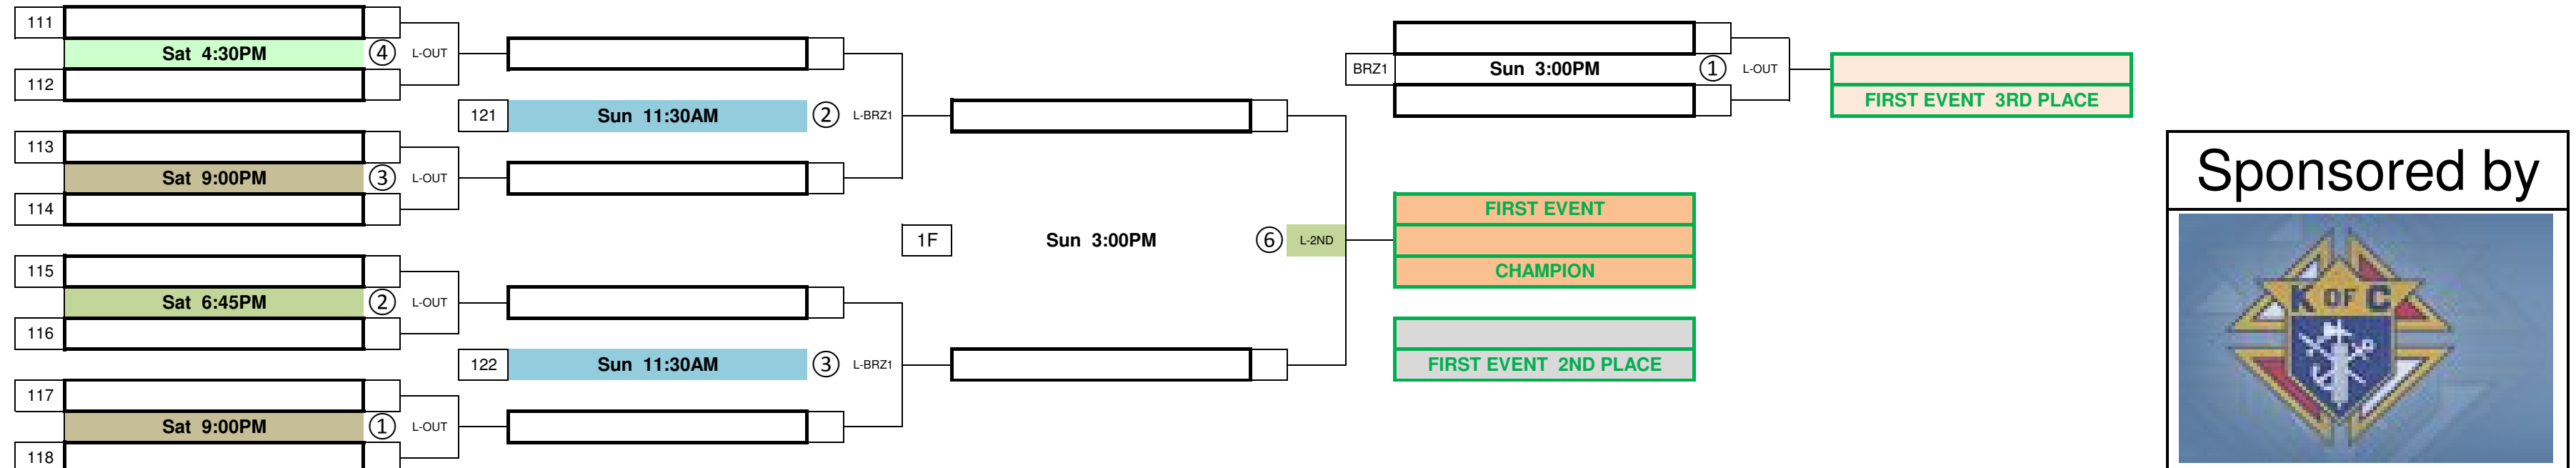 111
Sat 4:30PM ④ L-OUT
112
121 Sun 11:30AM ② L-BRZ1
113
Sat 9:00PM ③ L-OUT
114
115
Sat 6:45PM ② L-OUT
116
122 Sun 11:30AM ③ L-BRZ1
117
Sat 9:00PM ① L-OUT
118
1F Sun 3:00PM ⑥ L-2ND
BRZ1 Sun 3:00PM ① L-OUT
FIRST EVENT 3RD PLACE
FIRST EVENT
CHAMPION
FIRST EVENT 2ND PLACE
Sponsored by
K OF C